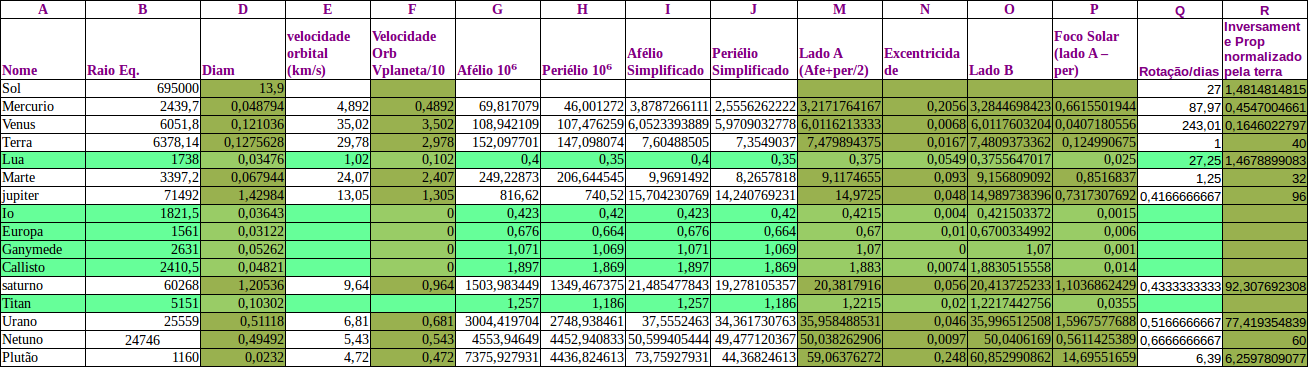 A B D E F G H I J M N O P Q R
Nome Raio Eq. Diam velocidade orbital (km/s) Velocidade Orb Vplaneta/10 Afélio 10⁶ Periélio 10⁶ Afélio Simplificado Periélio Simplificado Lado A (Afe+per/2) Excentricida de Lado B Foco Solar (lado A – per) Rotação/dias Inversament e Prop normalizado pela terra
Sol 695000 13,9 27 1,4814814815
Mercurio 2439,7 0,048794 4,892 0,4892 69,817079 46,001272 3,8787266111 2,5556262222 3,2171764167 0,2056 3,2844698423 0,6615501944 87,97 0,4547004661
Venus 6051,8 0,121036 35,02 3,502 108,942109 107,476259 6,0523393889 5,9709032778 6,0116213333 0,0068 6,0117603204 0,0407180556 243,01 0,1646022797
Terra 6378,14 0,1275628 29,78 2,978 152,097701 147,098074 7,60488505 7,3549037 7,479894375 0,0167 7,4809373362 0,124990675 1 40
Lua 1738 0,03476 1,02 0,102 0,4 0,35 0,4 0,35 0,375 0,0549 0,3755647017 0,025 27,25 1,4678899083
Marte 3397,2 0,067944 24,07 2,407 249,22873 206,644545 9,9691492 8,2657818 9,1174655 0,093 9,156809092 0,8516837 1,25 32
jupiter 71492 1,42984 13,05 1,305 816,62 740,52 15,704230769 14,240769231 14,9725 0,048 14,989738396 0,7317307692 0,4166666667 96
Io 1821,5 0,03643 0 0,423 0,42 0,423 0,42 0,4215 0,004 0,421503372 0,0015
Europa 1561 0,03122 0 0,676 0,664 0,676 0,664 0,67 0,01 0,6700334992 0,006
Ganymede 2631 0,05262 0 1,071 1,069 1,071 1,069 1,07 0 1,07 0,001
Callisto 2410,5 0,04821 0 1,897 1,869 1,897 1,869 1,883 0,0074 1,8830515558 0,014
saturno 60268 1,20536 9,64 0,964 1503,983449 1349,467375 21,485477843 19,278105357 20,3817916 0,056 20,413725233 1,1036862429 0,4333333333 92,307692308
Titan 5151 0,10302 0 1,257 1,186 1,257 1,186 1,2215 0,02 1,2217442756 0,0355
Urano 25559 0,51118 6,81 0,681 3004,419704 2748,938461 37,5552463 34,361730763 35,958488531 0,046 35,996512508 1,5967577688 0,5166666667 77,419354839
Netuno 24746 0,49492 5,43 0,543 4553,94649 4452,940833 50,599405444 49,477120367 50,038262906 0,0097 50,0406169 0,5611425389 0,6666666667 60
Plutão 1160 0,0232 4,72 0,472 7375,927931 4436,824613 73,75927931 44,36824613 59,06376272 0,248 60,852990862 14,69551659 6,39 6,2597809077